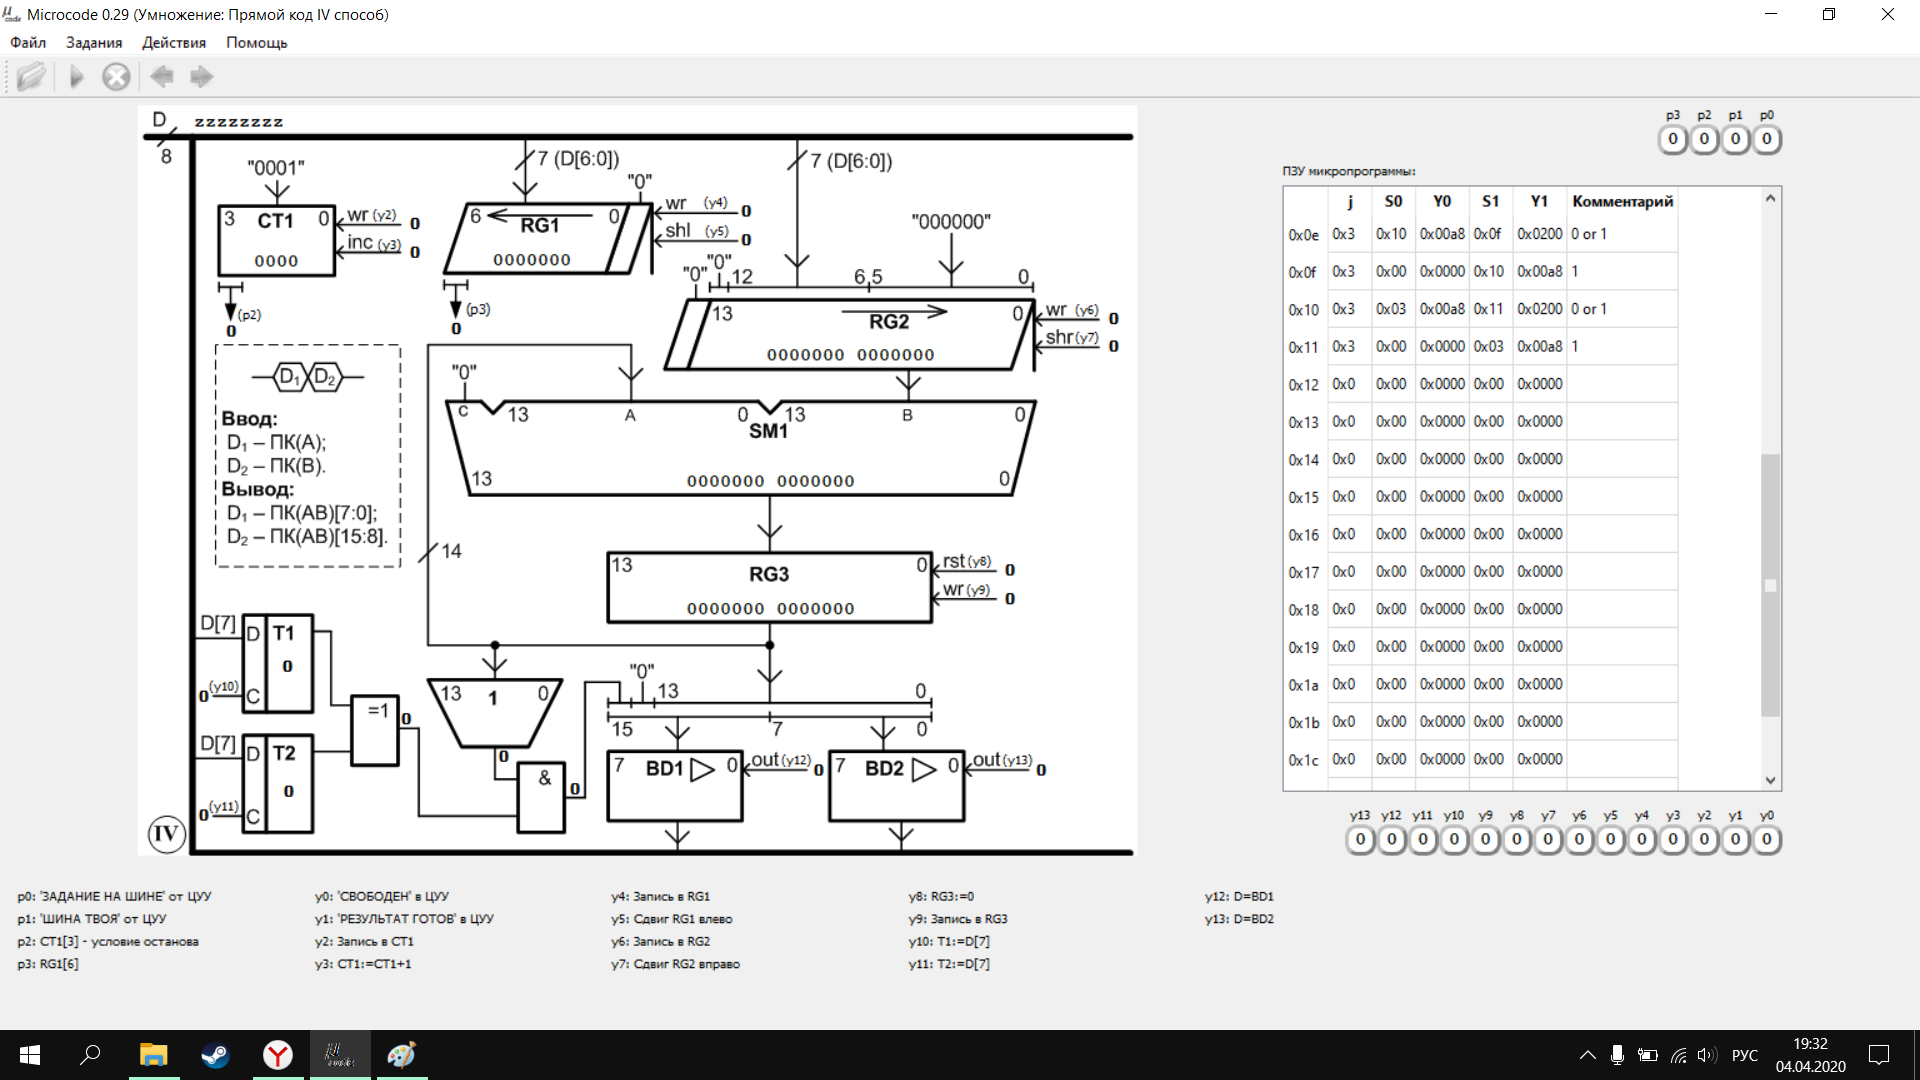 Microcode 0.29 (Умножение: Прямой код IV способ)
Файл Задания Действия Помощь
D zzzzzzzz
8
"0001"
3 CT1 0
0000
wr (y2) 0
inc (y3) 0
(p2)
0
7 (D[6:0])
"0"
6 RG1 0
0000000
wr (y4) 0
shl (y5) 0
(p3)
0
7 (D[6:0])
"000000"
"0" "0" 12 6,5 0
13 RG2 0
0000000 0000000
wr (y6) 0
shr (y7) 0
D1 D2
Ввод:
D1 – ПК(A);
D2 – ПК(B).
Вывод:
D1 – ПК(AB)[7:0];
D2 – ПК(AB)[15:8].
"0"
C 13 A 0 13 B 0
SM1
13 0000000 0000000 0
14
13 RG3 0
0000000 0000000
rst (y8) 0
wr (y9) 0
D[7] D T1
0
0 (y10) C
D[7] D T2
0
0 (y11) C
=1 0
13 1 0
0
& 0
"0" 13 0
15 7 0
7 BD1 0 out (y12) 0
7 BD2 0 out (y13) 0
IV
p3 p2 p1 p0
0 0 0 0
ПЗУ микропрограммы:
j S0 Y0 S1 Y1 Комментарий
0x0e 0x3 0x10 0x00a8 0x0f 0x0200 0 or 1
0x0f 0x3 0x00 0x0000 0x10 0x00a8 1
0x10 0x3 0x03 0x00a8 0x11 0x0200 0 or 1
0x11 0x3 0x00 0x0000 0x03 0x00a8 1
0x12 0x0 0x00 0x0000 0x00 0x0000
0x13 0x0 0x00 0x0000 0x00 0x0000
0x14 0x0 0x00 0x0000 0x00 0x0000
0x15 0x0 0x00 0x0000 0x00 0x0000
0x16 0x0 0x00 0x0000 0x00 0x0000
0x17 0x0 0x00 0x0000 0x00 0x0000
0x18 0x0 0x00 0x0000 0x00 0x0000
0x19 0x0 0x00 0x0000 0x00 0x0000
0x1a 0x0 0x00 0x0000 0x00 0x0000
0x1b 0x0 0x00 0x0000 0x00 0x0000
0x1c 0x0 0x00 0x0000 0x00 0x0000
y13 y12 y11 y10 y9 y8 y7 y6 y5 y4 y3 y2 y1 y0
0 0 0 0 0 0 0 0 0 0 0 0 0 0
p0: 'ЗАДАНИЕ НА ШИНЕ' от ЦУУ
p1: 'ШИНА ТВОЯ' от ЦУУ
p2: CT1[3] - условие останова
p3: RG1[6]
y0: 'СВОБОДЕН' в ЦУУ
y1: 'РЕЗУЛЬТАТ ГОТОВ' в ЦУУ
y2: Запись в CT1
y3: CT1:=CT1+1
y4: Запись в RG1
y5: Сдвиг RG1 влево
y6: Запись в RG2
y7: Сдвиг RG2 вправо
y8: RG3:=0
y9: Запись в RG3
y10: T1:=D[7]
y11: T2:=D[7]
y12: D=BD1
y13: D=BD2
РУС
19:32
04.04.2020